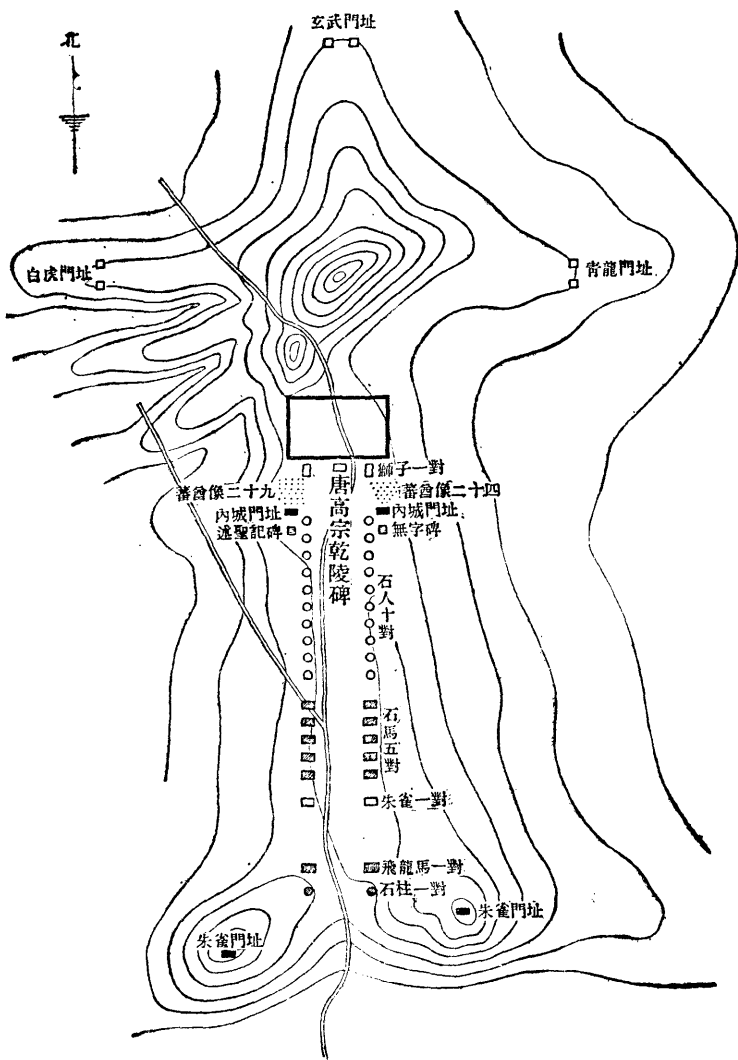 玄武門址
北
白虎門址
青龍門址
獅子一對
蕃酋像二十九
蕃酋像二十四
內城門址
內城門址
述聖記碑
無字碑
唐高宗乾陵碑
石人十對
石馬五對
朱雀一對
飛龍馬一對
石柱一對
朱雀門址
朱雀門址